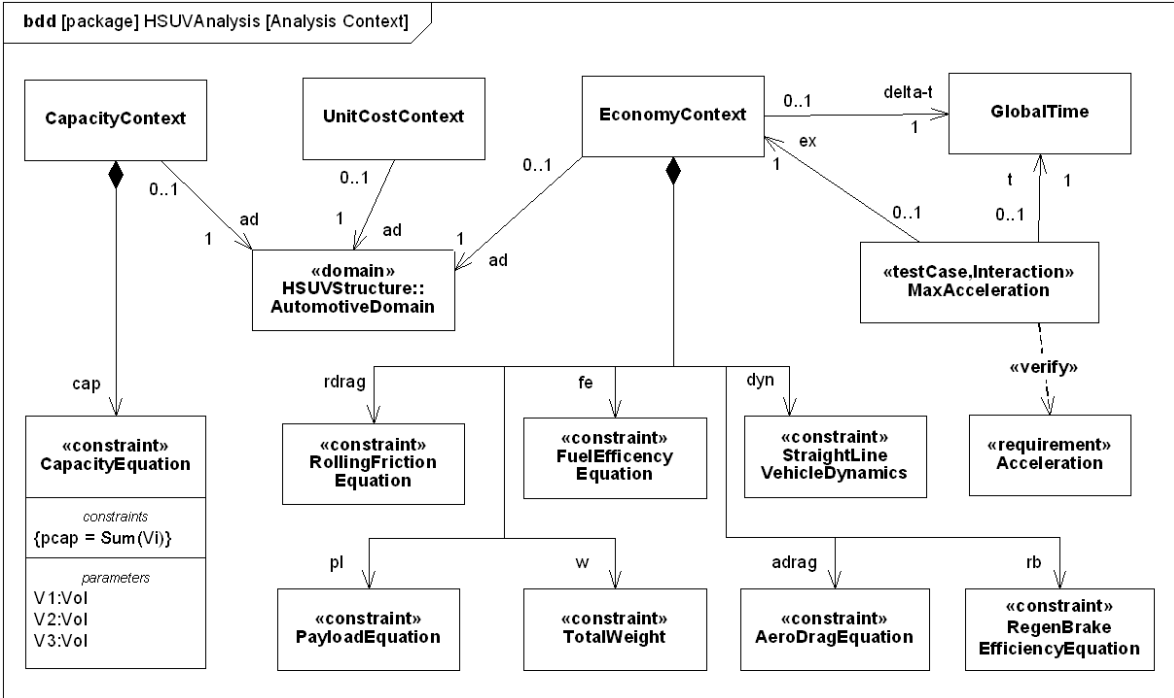 bdd [package] HSUVAnalysis [Analysis Context]
CapacityContext
UnitCostContext
EconomyContext
GlobalTime
0..1
delta-t
1
ex
1
0..1
t
1
0..1
0..1
ad
1
0..1
1
ad
0..1
1
ad
«domain»
HSUVStructure::
AutomotiveDomain
«testCase,Interaction»
MaxAcceleration
«verify»
cap
rdrag
fe
dyn
«constraint»
CapacityEquation
constraints
{pcap = Sum(Vi)}
parameters
V1:Vol
V2:Vol
V3:Vol
«constraint»
RollingFriction
Equation
«constraint»
FuelEfficency
Equation
«constraint»
StraightLine
VehicleDynamics
«requirement»
Acceleration
pl
w
adrag
rb
«constraint»
PayloadEquation
«constraint»
TotalWeight
«constraint»
AeroDragEquation
«constraint»
RegenBrake
EfficiencyEquation